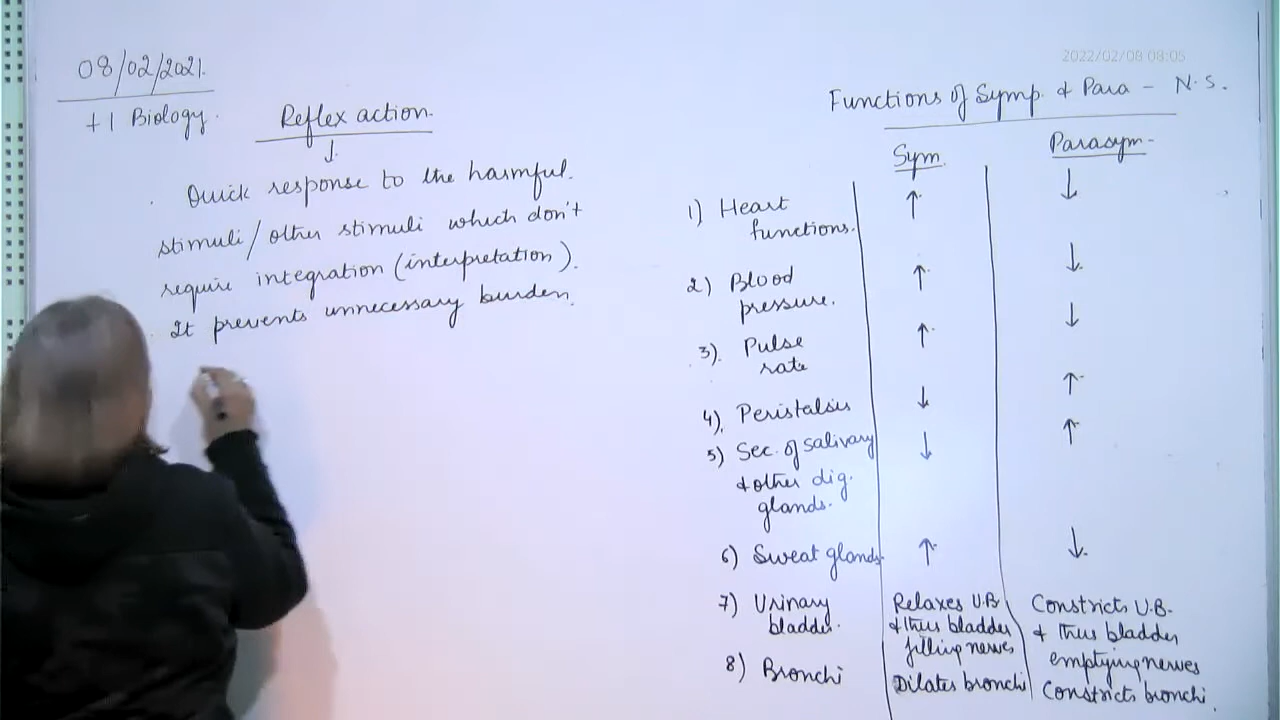 08/02/2021.
+1 Biology.
Reflex action.
↓
Quick response to the harmful.
stimuli/other stimuli which don't
require integration (interpretation).
It prevents unnecessary burden.
2022/02/08 08:05
Functions of Symp. & Para - N.S.
Sym. Parasym-
1) Heart functions. ↑ ↓
2) Blood pressure. ↑ ↓
3). Pulse rate ↑ ↓
4). Peristalsis ↓ ↑
5) Sec. of salivary ↓ ↑
& other dig.
glands.
6) Sweat glands ↑ ↓
7) Urinary Relaxes U.B Constricts U.B.
bladder. & thus bladder & thus bladder
filling nerves emptying nerves
8) Bronchi Dilates bronchi Constricts bronchi.